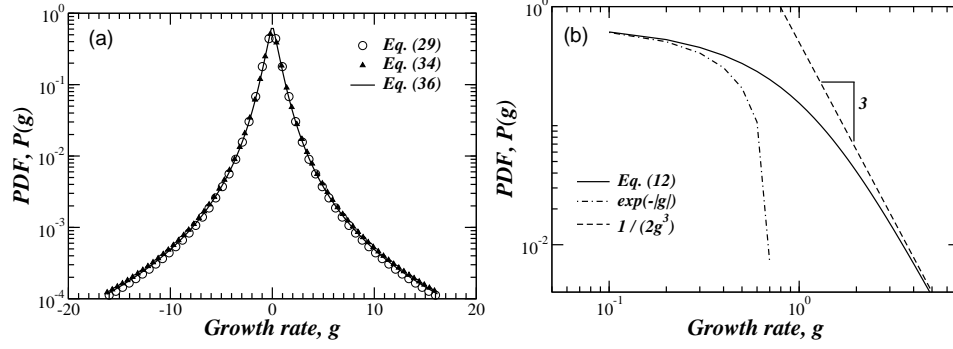 (a)
Eq. (29)
Eq. (34)
Eq. (36)
PDF, P(g)
10^0
10^-1
10^-2
10^-3
10^-4
-20 -10 0 10 20
Growth rate, g
(b)
3
Eq. (12)
exp(-|g|)
1 / (2g^3)
PDF, P(g)
10^0
10^-2
10^-1 10^0
Growth rate, g